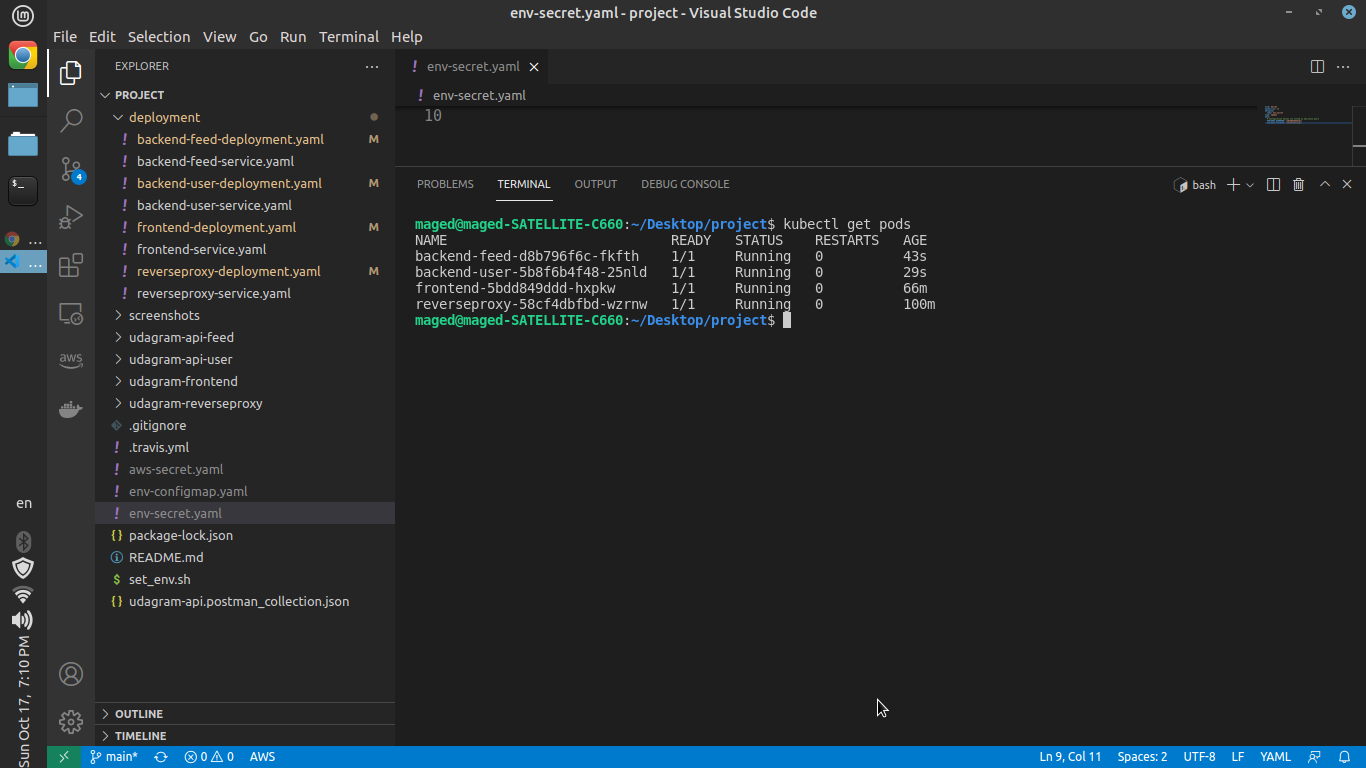 env-secret.yaml - project - Visual Studio Code
File Edit Selection View Go Run Terminal Help
EXPLORER
PROJECT
deployment
backend-feed-deployment.yaml M
backend-feed-service.yaml
backend-user-deployment.yaml M
backend-user-service.yaml
frontend-deployment.yaml M
frontend-service.yaml
reverseproxy-deployment.yaml M
reverseproxy-service.yaml
screenshots
udagram-api-feed
udagram-api-user
udagram-frontend
udagram-reverseproxy
.gitignore
.travis.yml
aws-secret.yaml
env-configmap.yaml
env-secret.yaml
package-lock.json
README.md
set_env.sh
udagram-api.postman_collection.json
OUTLINE
TIMELINE
4
aws
en
Sun Oct 17, 7:10 PM
env-secret.yaml
env-secret.yaml
10
PROBLEMS TERMINAL OUTPUT DEBUG CONSOLE
bash
maged@maged-SATELLITE-C660:~/Desktop/project$ kubectl get pods
NAME READY STATUS RESTARTS AGE
backend-feed-d8b796f6c-fkfth 1/1 Running 0 43s
backend-user-5b8f6b4f48-25nld 1/1 Running 0 29s
frontend-5bdd849ddd-hxpkw 1/1 Running 0 66m
reverseproxy-58cf4dbfbd-wzrnw 1/1 Running 0 100m
maged@maged-SATELLITE-C660:~/Desktop/project$
main* 0 0 AWS
Ln 9, Col 11 Spaces: 2 UTF-8 LF YAML